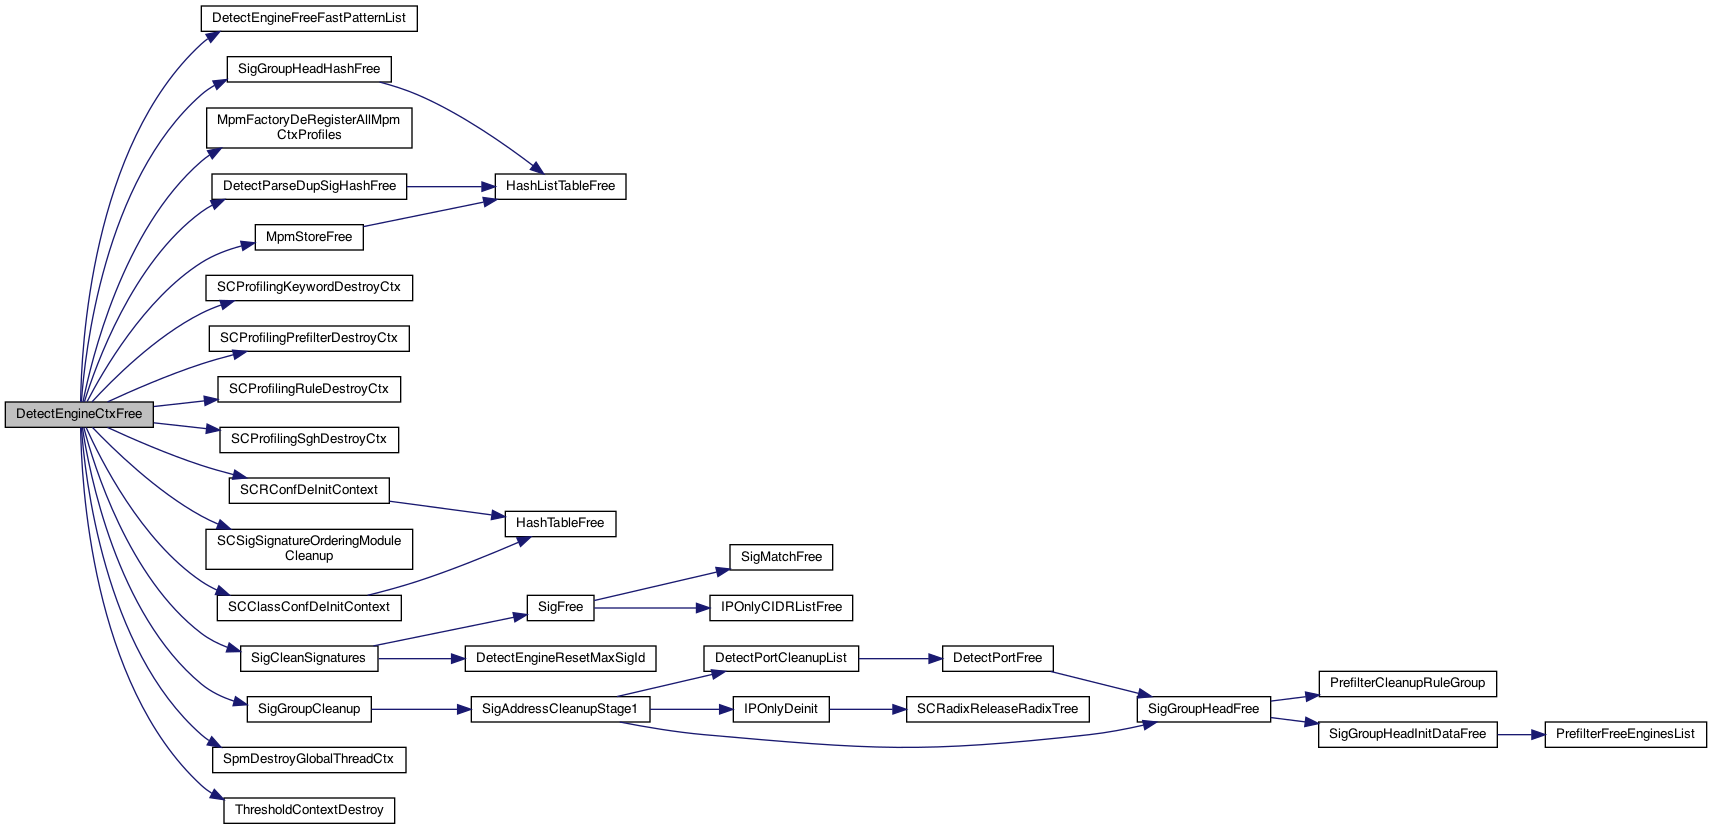 DetectEngineFreeFastPatternList
SigGroupHeadHashFree
MpmFactoryDeRegisterAllMpm
CtxProfiles
DetectParseDupSigHashFree
HashListTableFree
MpmStoreFree
SCProfilingKeywordDestroyCtx
SCProfilingPrefilterDestroyCtx
SCProfilingRuleDestroyCtx
DetectEngineCtxFree
SCProfilingSghDestroyCtx
SCRConfDeInitContext
HashTableFree
SCSigSignatureOrderingModule
Cleanup
SigMatchFree
SCClassConfDeInitContext
SigFree
IPOnlyCIDRListFree
SigCleanSignatures
DetectEngineResetMaxSigId
DetectPortCleanupList
DetectPortFree
PrefilterCleanupRuleGroup
SigGroupCleanup
SigAddressCleanupStage1
IPOnlyDeinit
SCRadixReleaseRadixTree
SigGroupHeadFree
SigGroupHeadInitDataFree
PrefilterFreeEnginesList
SpmDestroyGlobalThreadCtx
ThresholdContextDestroy